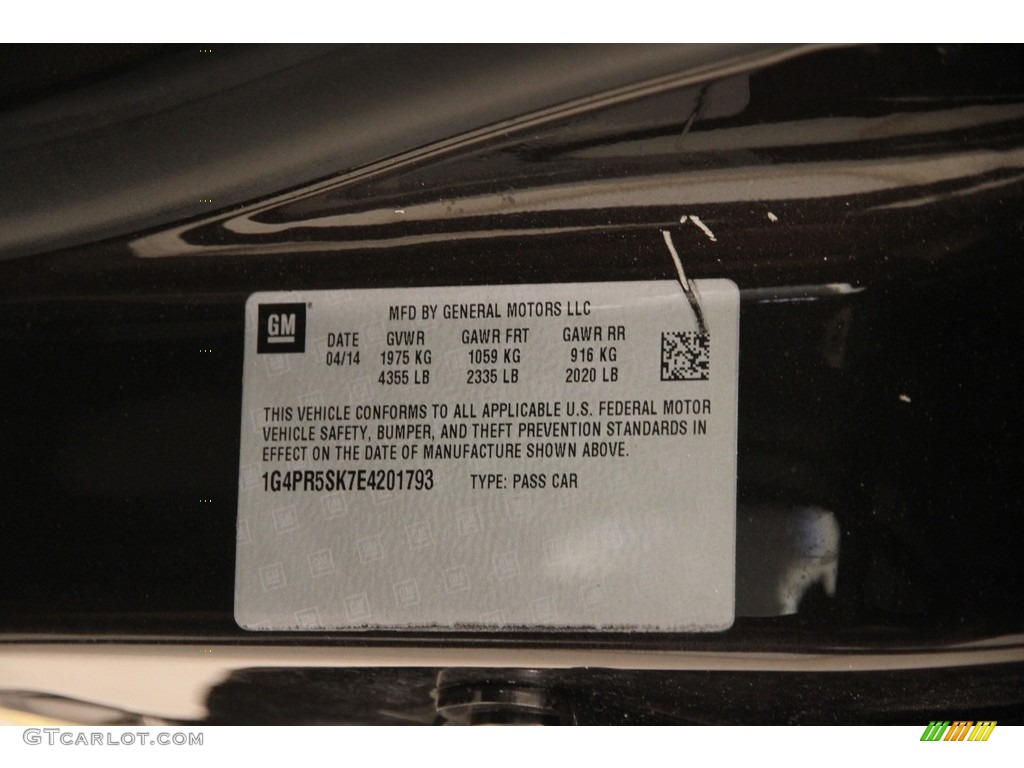 GM
MFD BY GENERAL MOTORS LLC
DATE GVWR GAWR FRT GAWR RR
04/14 1975 KG 1059 KG 916 KG
4355 LB 2335 LB 2020 LB
THIS VEHICLE CONFORMS TO ALL APPLICABLE U.S. FEDERAL MOTOR
VEHICLE SAFETY, BUMPER, AND THEFT PREVENTION STANDARDS IN
EFFECT ON THE DATE OF MANUFACTURE SHOWN ABOVE.
1G4PR5SK7E4201793 TYPE: PASS CAR
GTCarlot.com